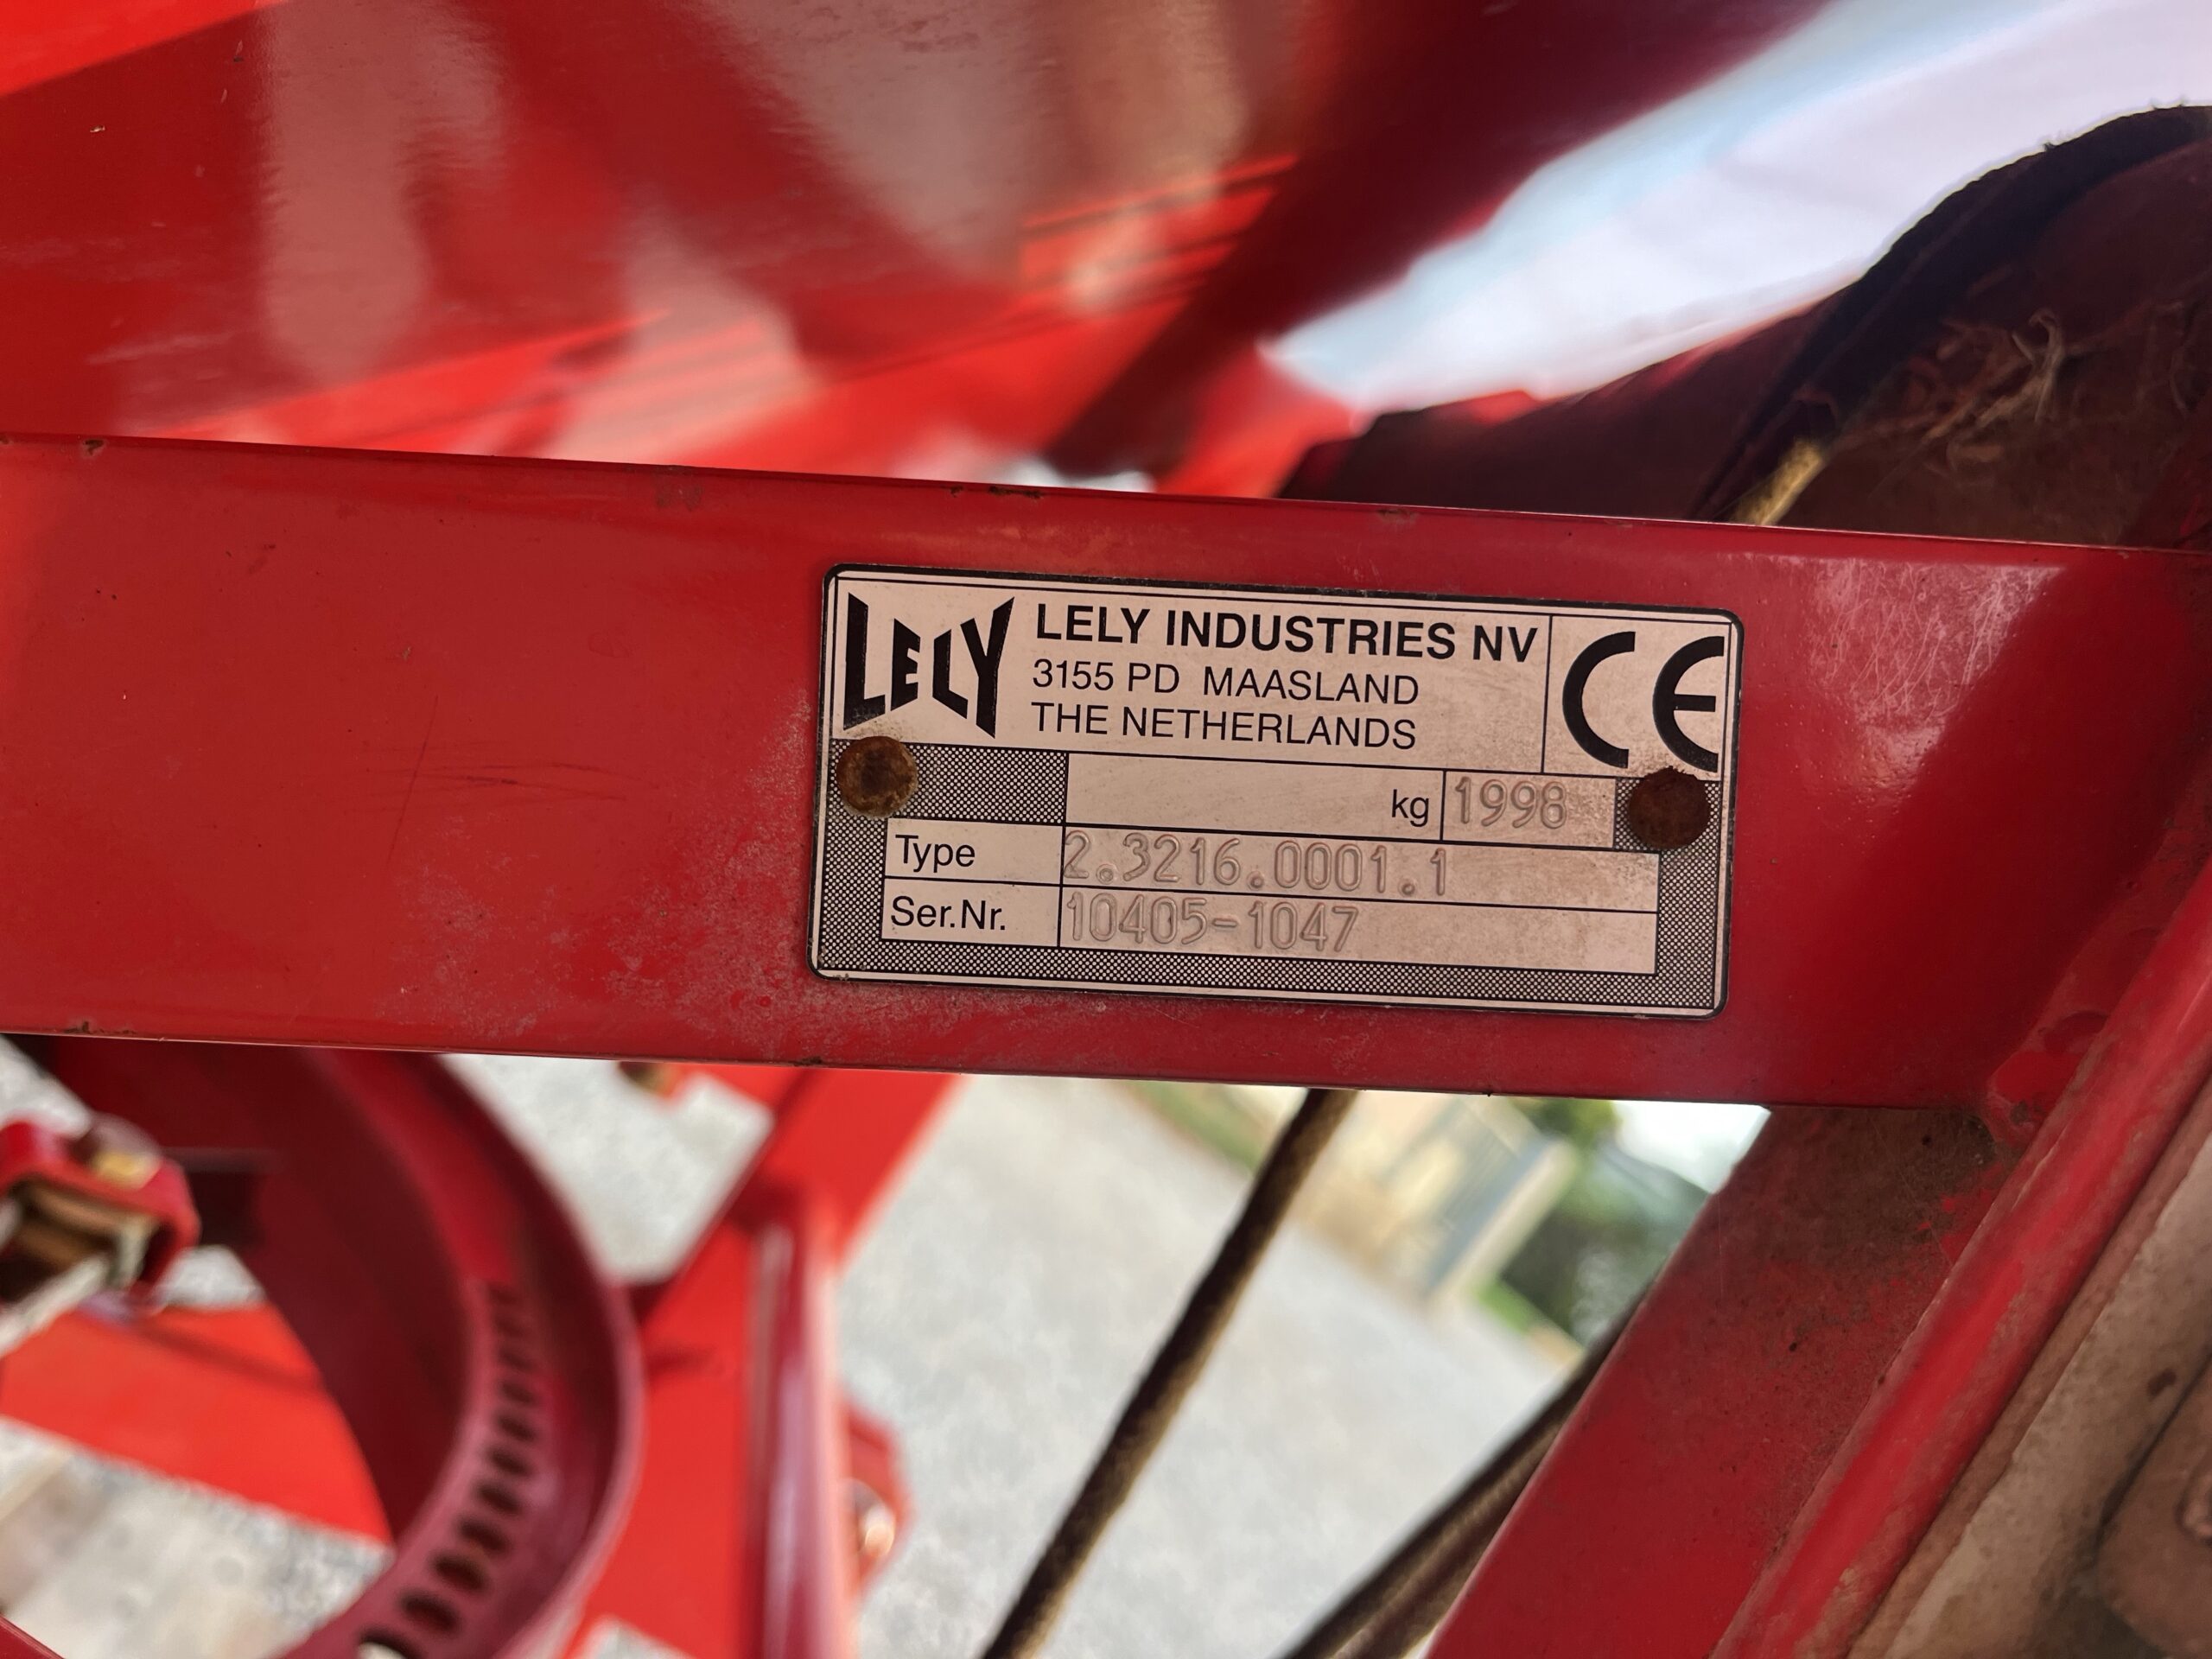 LELY
LELY INDUSTRIES NV
3155 PD MAASLAND
THE NETHERLANDS
CE
kg 1998
Type 2.3216.0001.1
Ser.Nr. 10405-1047